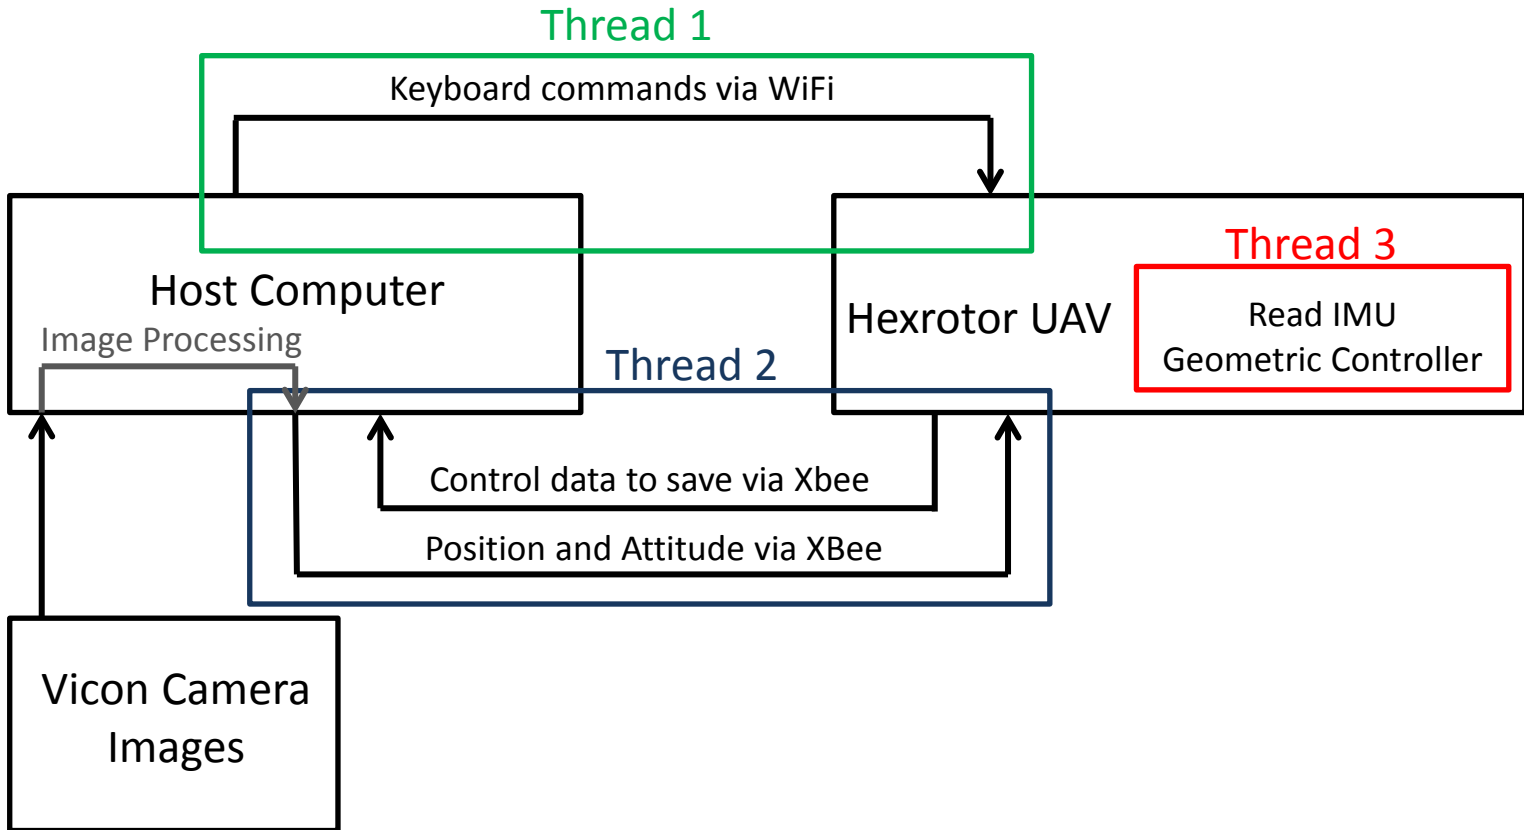 Thread 1
Keyboard commands via WiFi
Thread 3
Host Computer
Hexrotor UAV
Read IMU
Geometric Controller
Image Processing
Thread 2
Control data to save via Xbee
Position and Attitude via XBee
Vicon Camera
Images